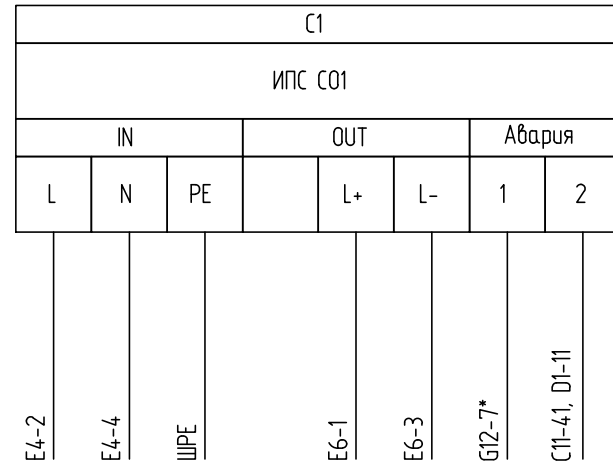 C1
ИПС С01
IN OUT Авария
L N PE L+ L- 1 2
E4-2 E4-4 ШРЕ E6-1 E6-3 G12-7* C11-41, D1-11